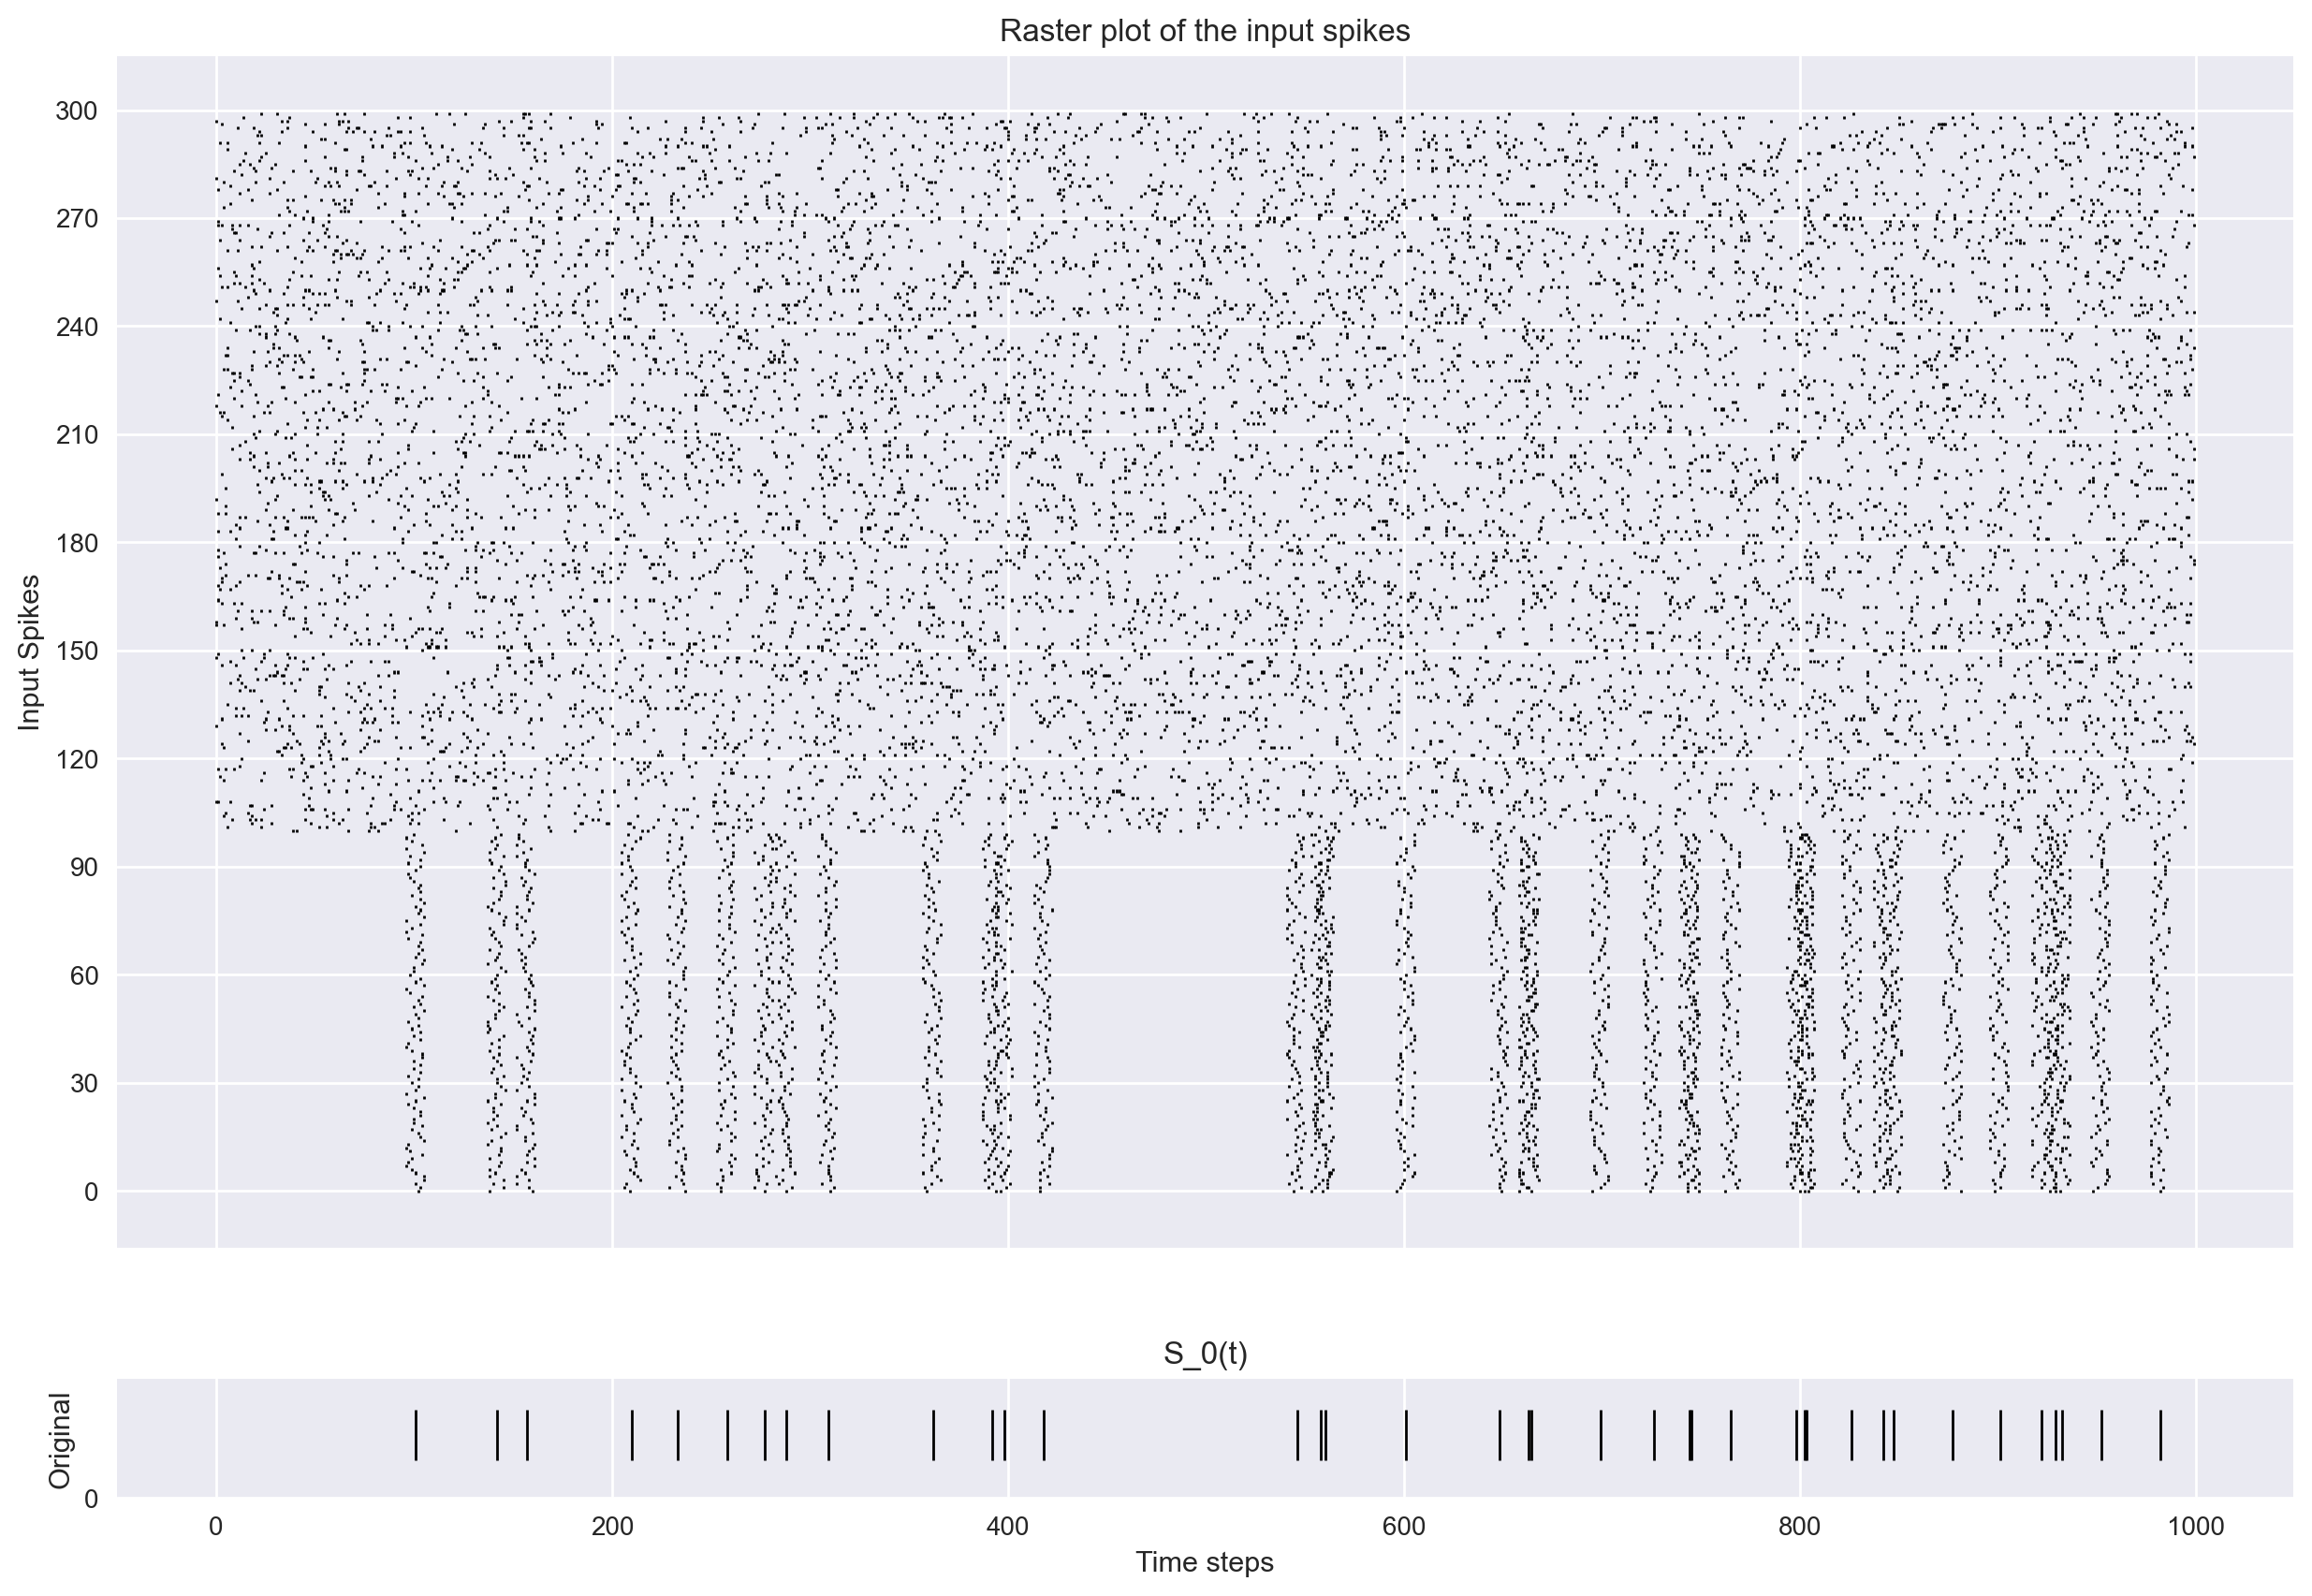 Raster plot of the input spikes
300
270
240
210
180
150
120
90
60
30
0
Input Spikes
S_0(t)
Original
0
0 200 400 600 800 1000
Time steps